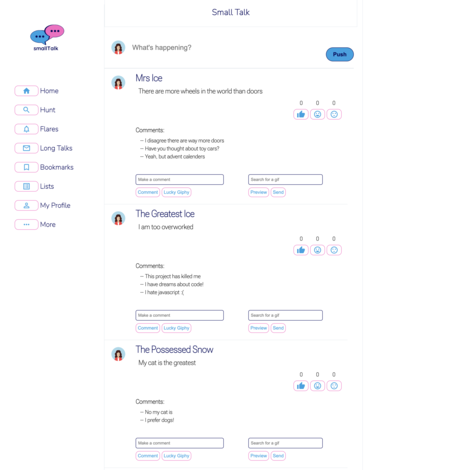 Small Talk
smallTalk
Home
Hunt
Flares
Long Talks
Bookmarks
Lists
My Profile
More
What's happening?
Push
Mrs Ice
There are more wheels in the world than doors
0 0 0
Comments:
-- I disagree there are way more doors
-- Have you thought about toy cars?
-- Yeah, but advent calenders
Make a comment
Search for a gif
Comment Lucky Giphy
Preview Send
The Greatest Ice
I am too overworked
0 0 0
Comments:
-- This project has killed me
-- I have dreams about code!
-- I hate javascript :(
Make a comment
Search for a gif
Comment Lucky Giphy
Preview Send
The Possessed Snow
My cat is the greatest
0 0 0
Comments:
-- No my cat is
-- I prefer dogs!
Make a comment
Search for a gif
Comment Lucky Giphy
Preview Send